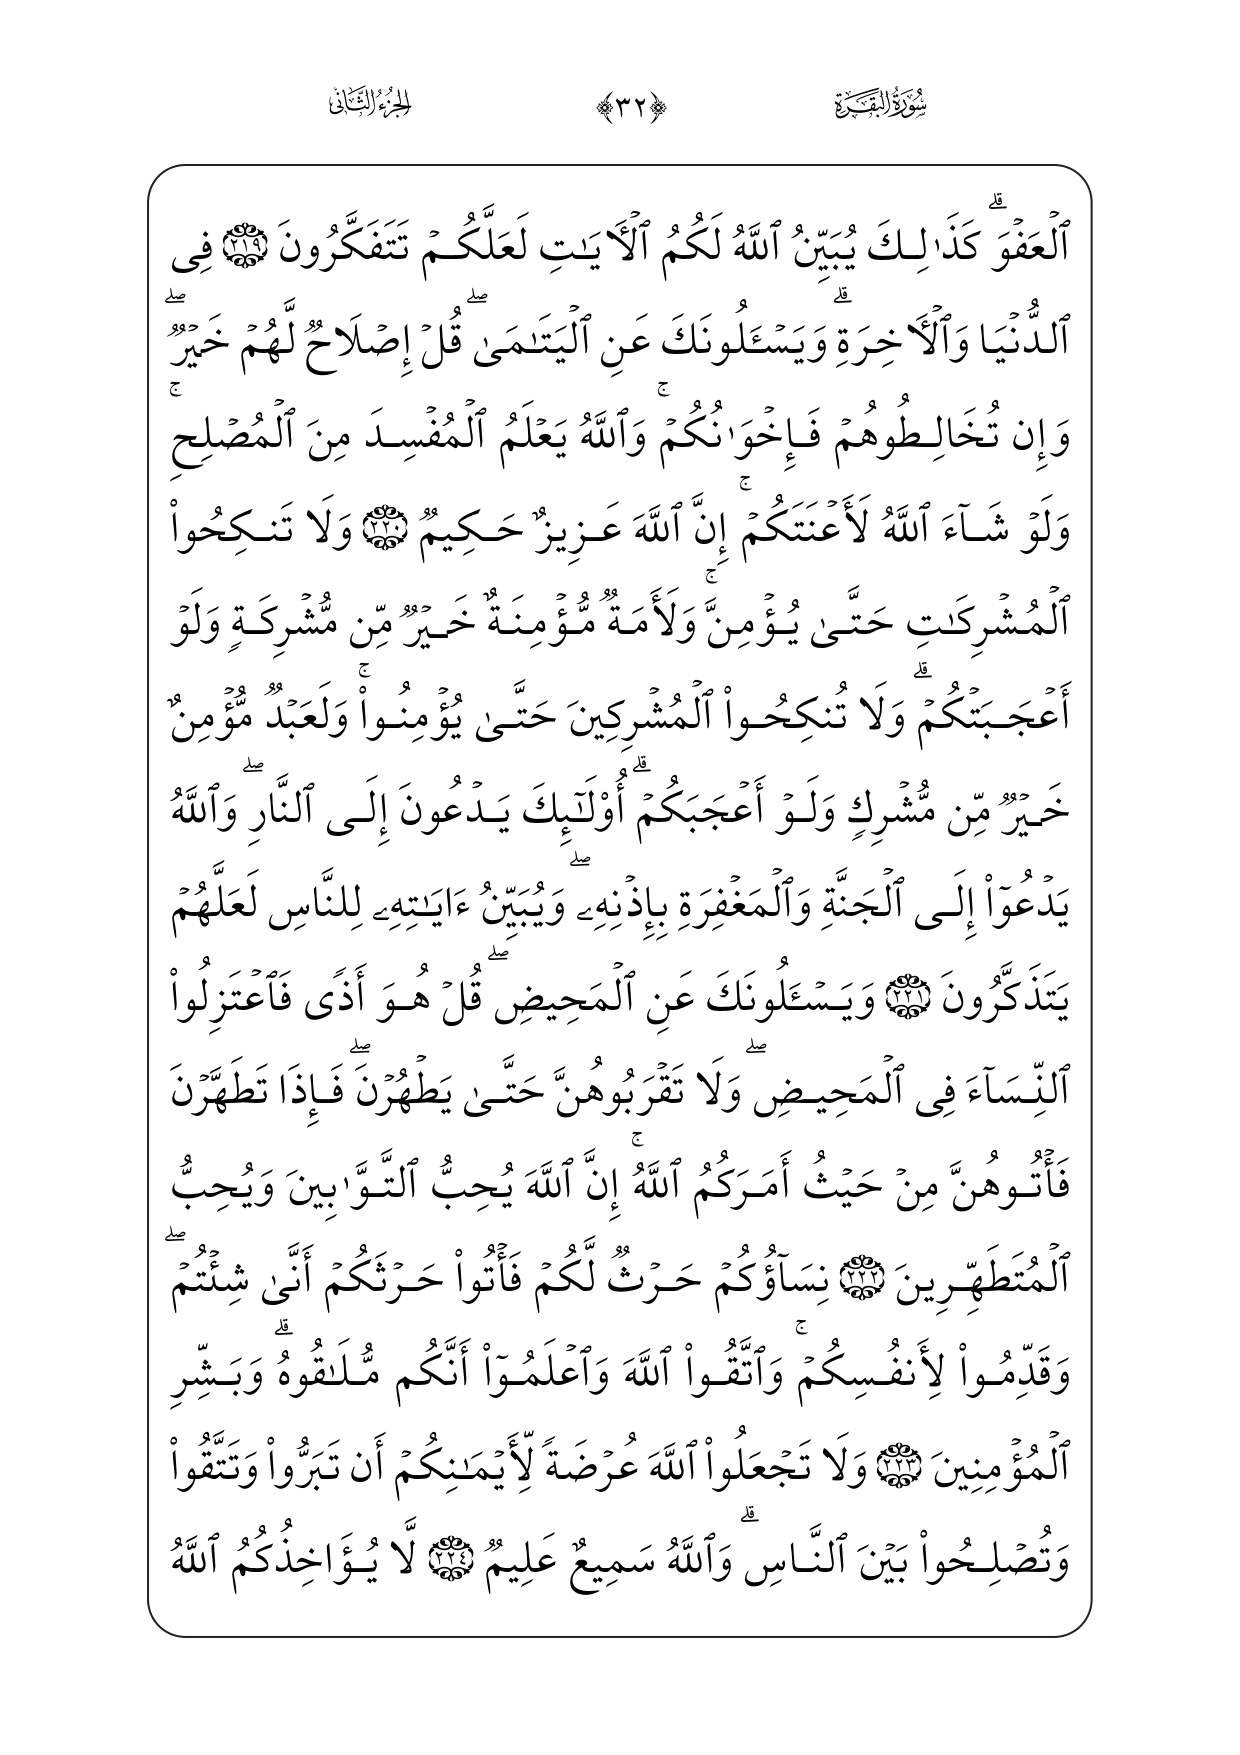 سُورَةُ البَقَرَةِ ﴿٣٢﴾ الجُزْءُ الثَّانِى
ٱلۡعَفۡوَۗ كَذَٰلِكَ يُبَيِّنُ ٱللَّهُ لَكُمُ ٱلۡأٓيَٰتِ لَعَلَّكُمۡ تَتَفَكَّرُونَ ٢١٩ فِى
ٱلدُّنۡيَا وَٱلۡأٓخِرَةِۗ وَيَسۡـَٔلُونَكَ عَنِ ٱلۡيَتَٰمَىٰۖ قُلۡ إِصۡلَاحٌ لَّهُمۡ خَيۡرٌۖ
وَإِن تُخَالِطُوهُمۡ فَإِخۡوَٰنُكُمۡۚ وَٱللَّهُ يَعۡلَمُ ٱلۡمُفۡسِدَ مِنَ ٱلۡمُصۡلِحِۚ
وَلَوۡ شَآءَ ٱللَّهُ لَأَعۡنَتَكُمۡۚ إِنَّ ٱللَّهَ عَزِيزٌ حَكِيمٌ ٢٢٠ وَلَا تَنكِحُواْ
ٱلۡمُشۡرِكَٰتِ حَتَّىٰ يُؤۡمِنَّۚ وَلَأَمَةٌ مُّؤۡمِنَةٌ خَيۡرٌ مِّن مُّشۡرِكَةٍ وَلَوۡ
أَعۡجَبَتۡكُمۡۗ وَلَا تُنكِحُواْ ٱلۡمُشۡرِكِينَ حَتَّىٰ يُؤۡمِنُواْۚ وَلَعَبۡدٌ مُّؤۡمِنٌ
خَيۡرٌ مِّن مُّشۡرِكٍ وَلَوۡ أَعۡجَبَكُمۡۗ أُوْلَٰٓئِكَ يَدۡعُونَ إِلَى ٱلنَّارِۖ وَٱللَّهُ
يَدۡعُوٓاْ إِلَى ٱلۡجَنَّةِ وَٱلۡمَغۡفِرَةِ بِإِذۡنِهِۦۖ وَيُبَيِّنُ ءَايَٰتِهِۦ لِلنَّاسِ لَعَلَّهُمۡ
يَتَذَكَّرُونَ ٢٢١ وَيَسۡـَٔلُونَكَ عَنِ ٱلۡمَحِيضِۖ قُلۡ هُوَ أَذًى فَٱعۡتَزِلُواْ
ٱلنِّسَآءَ فِى ٱلۡمَحِيضِۖ وَلَا تَقۡرَبُوهُنَّ حَتَّىٰ يَطۡهُرۡنَۖ فَإِذَا تَطَهَّرۡنَ
فَأۡتُوهُنَّ مِنۡ حَيۡثُ أَمَرَكُمُ ٱللَّهُۚ إِنَّ ٱللَّهَ يُحِبُّ ٱلتَّوَّٰبِينَ وَيُحِبُّ
ٱلۡمُتَطَهِّرِينَ ٢٢٢ نِسَآؤُكُمۡ حَرۡثٌ لَّكُمۡ فَأۡتُواْ حَرۡثَكُمۡ أَنَّىٰ شِئۡتُمۡۖ
وَقَدِّمُواْ لِأَنفُسِكُمۡۚ وَٱتَّقُواْ ٱللَّهَ وَٱعۡلَمُوٓاْ أَنَّكُم مُّلَٰقُوهُۗ وَبَشِّرِ
ٱلۡمُؤۡمِنِينَ ٢٢٣ وَلَا تَجۡعَلُواْ ٱللَّهَ عُرۡضَةً لِّأَيۡمَٰنِكُمۡ أَن تَبَرُّواْ وَتَتَّقُواْ
وَتُصۡلِحُواْ بَيۡنَ ٱلنَّاسِۗ وَٱللَّهُ سَمِيعٌ عَلِيمٌ ٢٢٤ لَّا يُؤَاخِذُكُمُ ٱللَّهُ